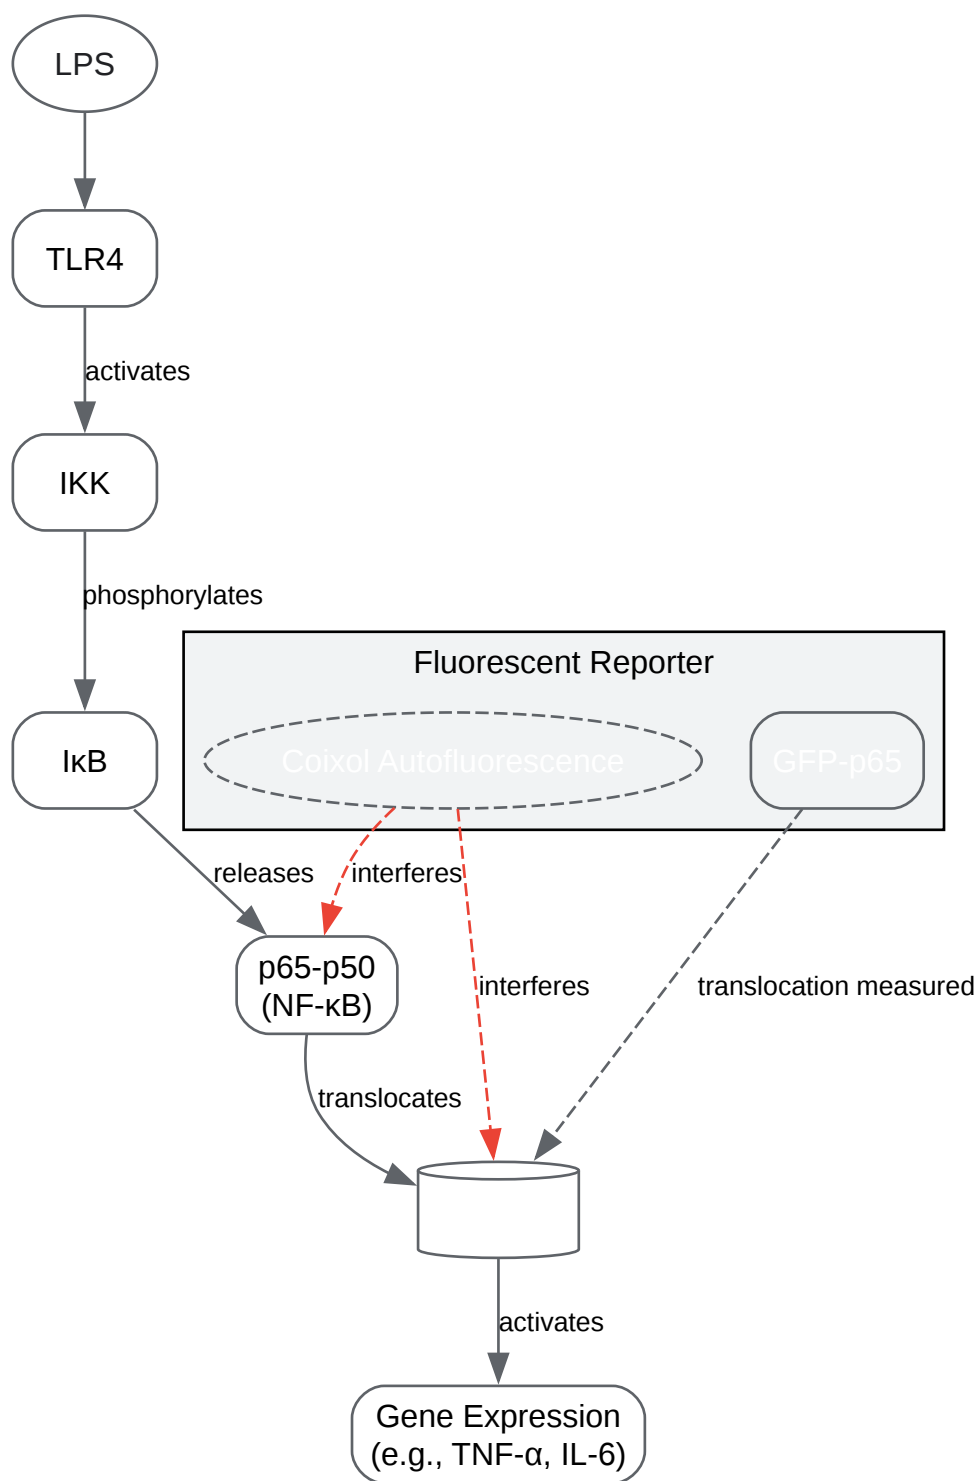 LPS
TLR4
activates
IKK
phosphorylates
Fluorescent Reporter
IκB
Coixol Autofluorescence
GFP-p65
releases
interferes
p65-p50
(NF-κB)
interferes
translocation measured
translocates
activates
Gene Expression
(e.g., TNF-α, IL-6)